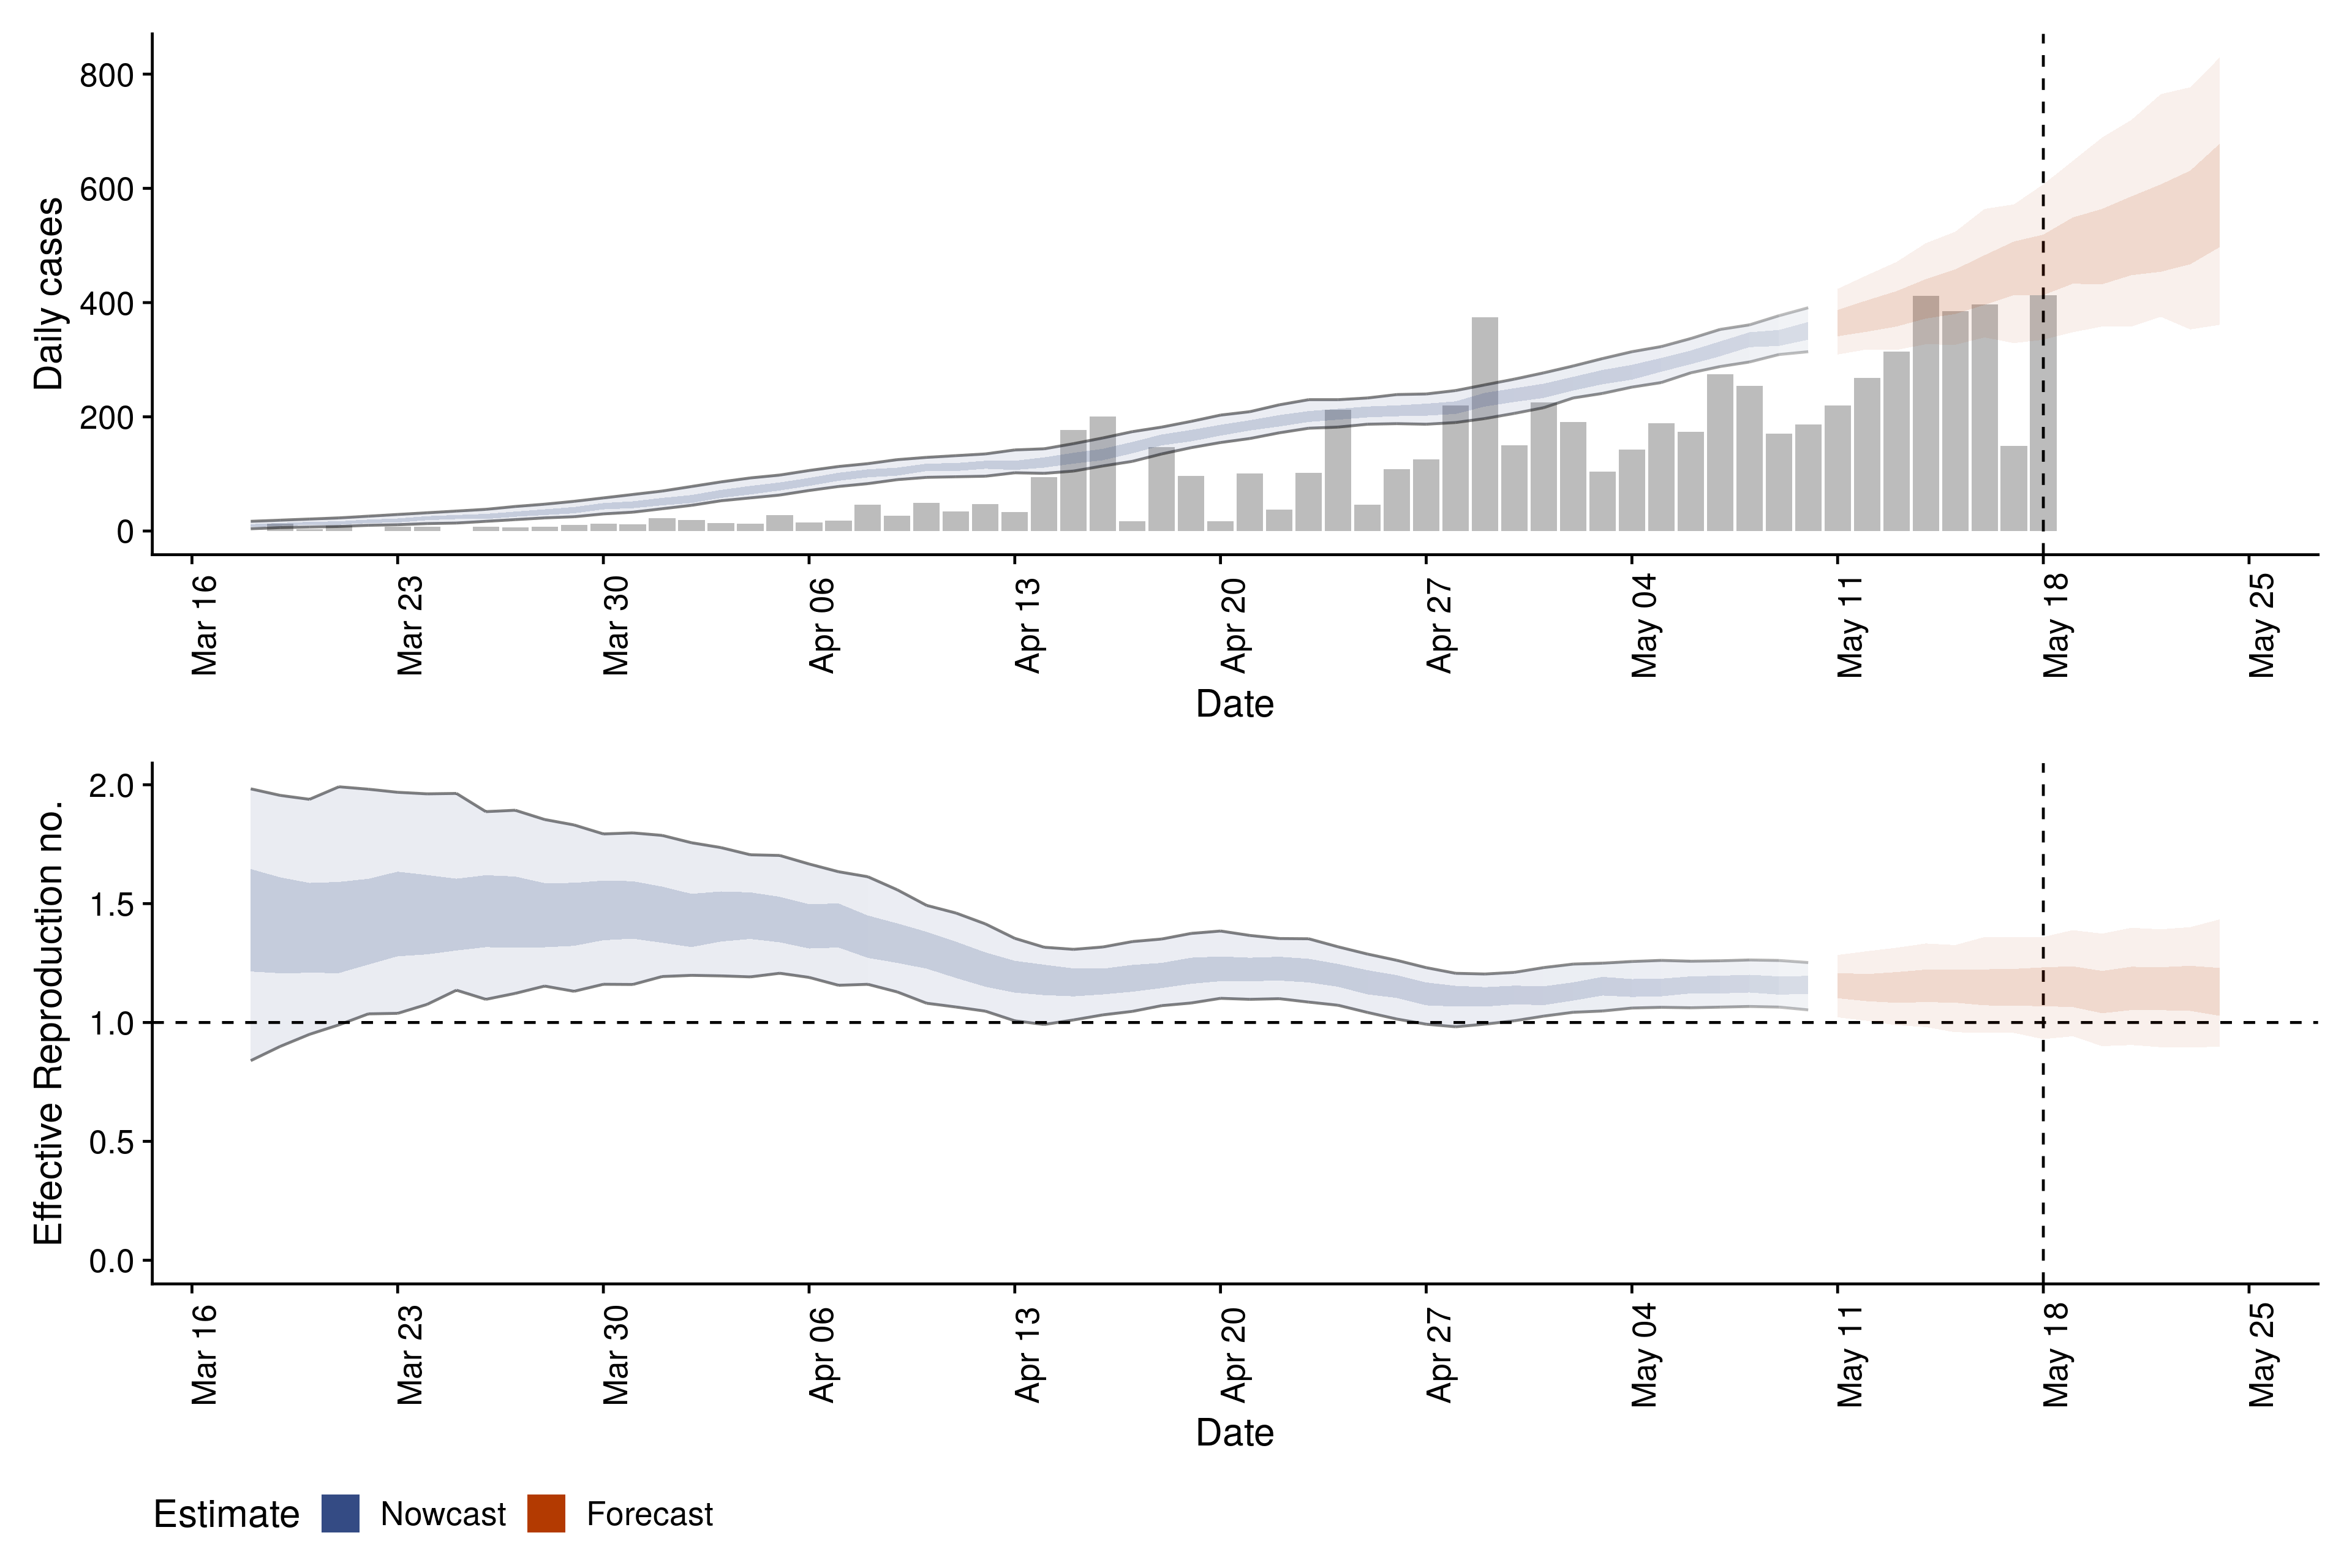 Daily cases
800
600
400
200
0
Mar 16 Mar 23 Mar 30 Apr 06 Apr 13 Apr 20 Apr 27 May 04 May 11 May 18 May 25
Date
Effective Reproduction no.
2.0
1.5
1.0
0.5
0.0
Mar 16 Mar 23 Mar 30 Apr 06 Apr 13 Apr 20 Apr 27 May 04 May 11 May 18 May 25
Date
Estimate Nowcast Forecast